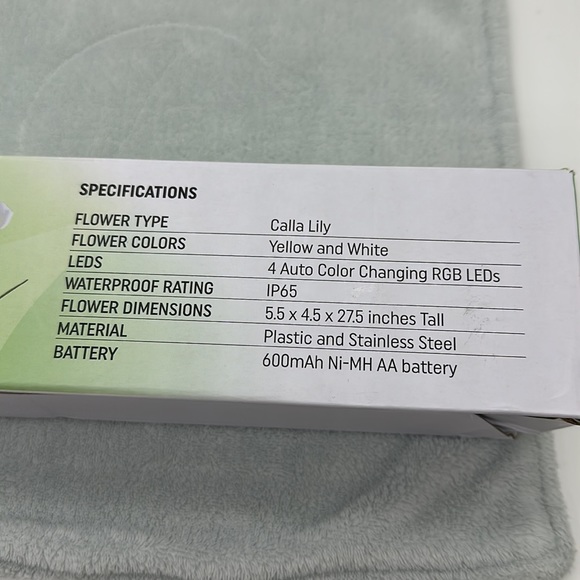 SPECIFICATIONS
FLOWER TYPE Calla Lily
FLOWER COLORS Yellow and White
LEDS 4 Auto Color Changing RGB LEDs
WATERPROOF RATING IP65
FLOWER DIMENSIONS 5.5 x 4.5 x 27.5 inches Tall
MATERIAL Plastic and Stainless Steel
BATTERY 600mAh Ni-MH AA battery